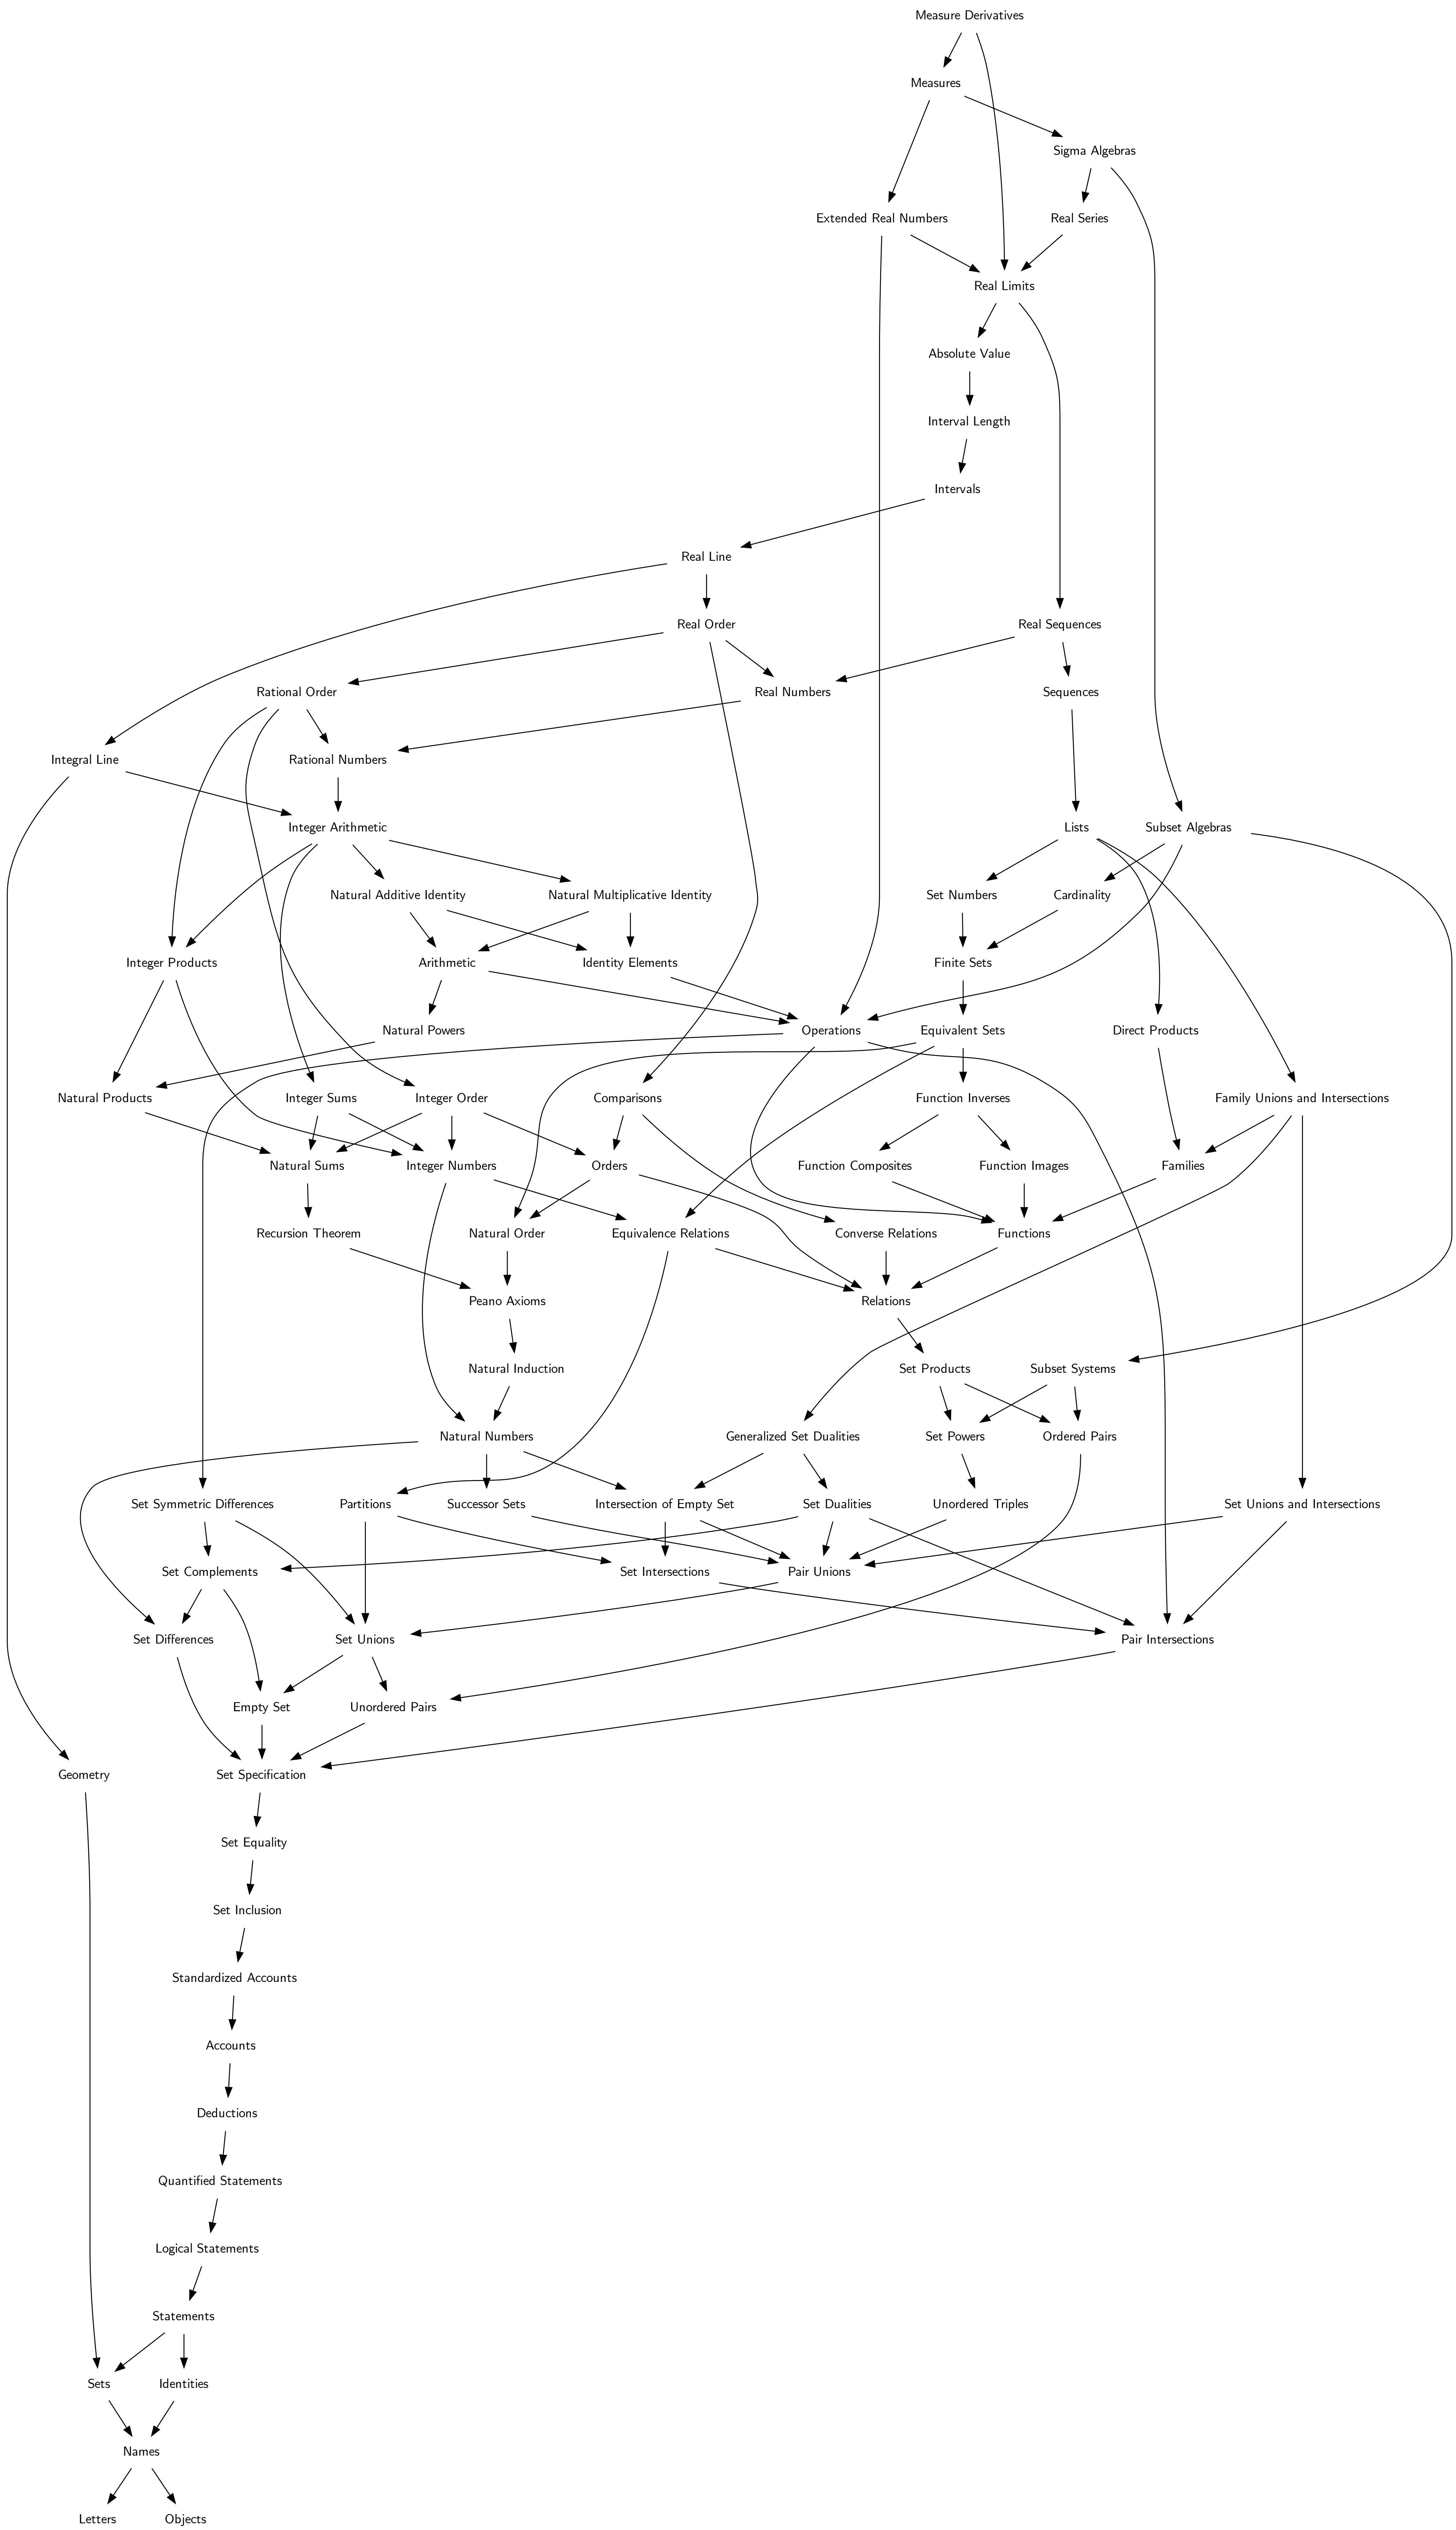 Measure Derivatives
Measures
Sigma Algebras
Extended Real Numbers
Real Series
Real Limits
Absolute Value
Interval Length
Intervals
Real Line
Real Order
Real Sequences
Rational Order
Real Numbers
Sequences
Integral Line
Rational Numbers
Integer Arithmetic
Lists
Subset Algebras
Natural Additive Identity
Natural Multiplicative Identity
Set Numbers
Cardinality
Integer Products
Arithmetic
Identity Elements
Finite Sets
Natural Powers
Operations
Equivalent Sets
Direct Products
Natural Products
Integer Sums
Integer Order
Comparisons
Function Inverses
Family Unions and Intersections
Natural Sums
Integer Numbers
Orders
Function Composites
Function Images
Families
Recursion Theorem
Natural Order
Equivalence Relations
Converse Relations
Functions
Peano Axioms
Relations
Natural Induction
Set Products
Subset Systems
Natural Numbers
Generalized Set Dualities
Set Powers
Ordered Pairs
Set Symmetric Differences
Partitions
Successor Sets
Intersection of Empty Set
Set Dualities
Unordered Triples
Set Unions and Intersections
Set Complements
Set Intersections
Pair Unions
Set Differences
Set Unions
Pair Intersections
Empty Set
Unordered Pairs
Geometry
Set Specification
Set Equality
Set Inclusion
Standardized Accounts
Accounts
Deductions
Quantified Statements
Logical Statements
Statements
Sets
Identities
Names
Letters
Objects